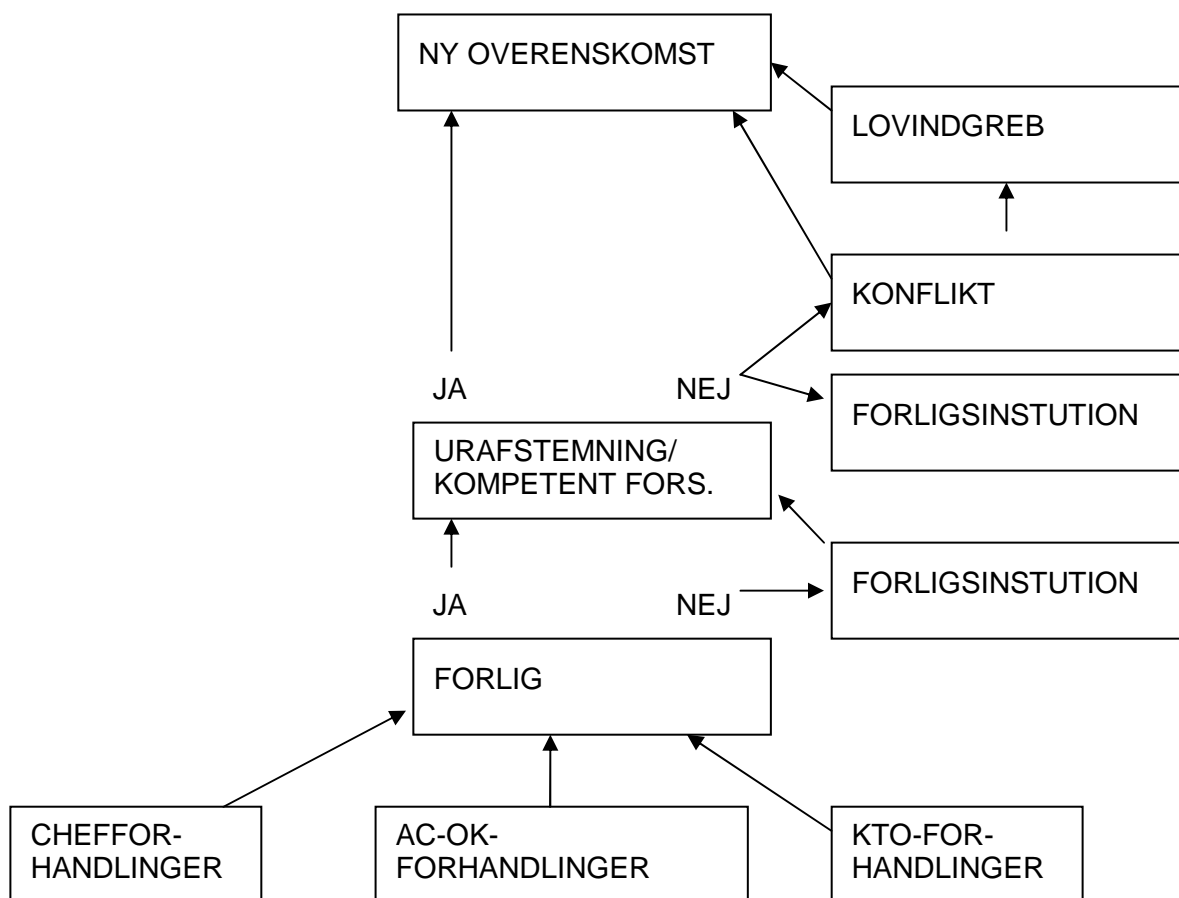 NY OVERENSKOMST
LOVINDGREB
KONFLIKT
JA
NEJ
FORLIGSINSTUTION
URAFSTEMNING/
KOMPETENT FORS.
FORLIGSINSTUTION
JA
NEJ
FORLIG
CHEFFOR-
HANDLINGER
AC-OK-
FORHANDLINGER
KTO-FOR-
HANDLINGER